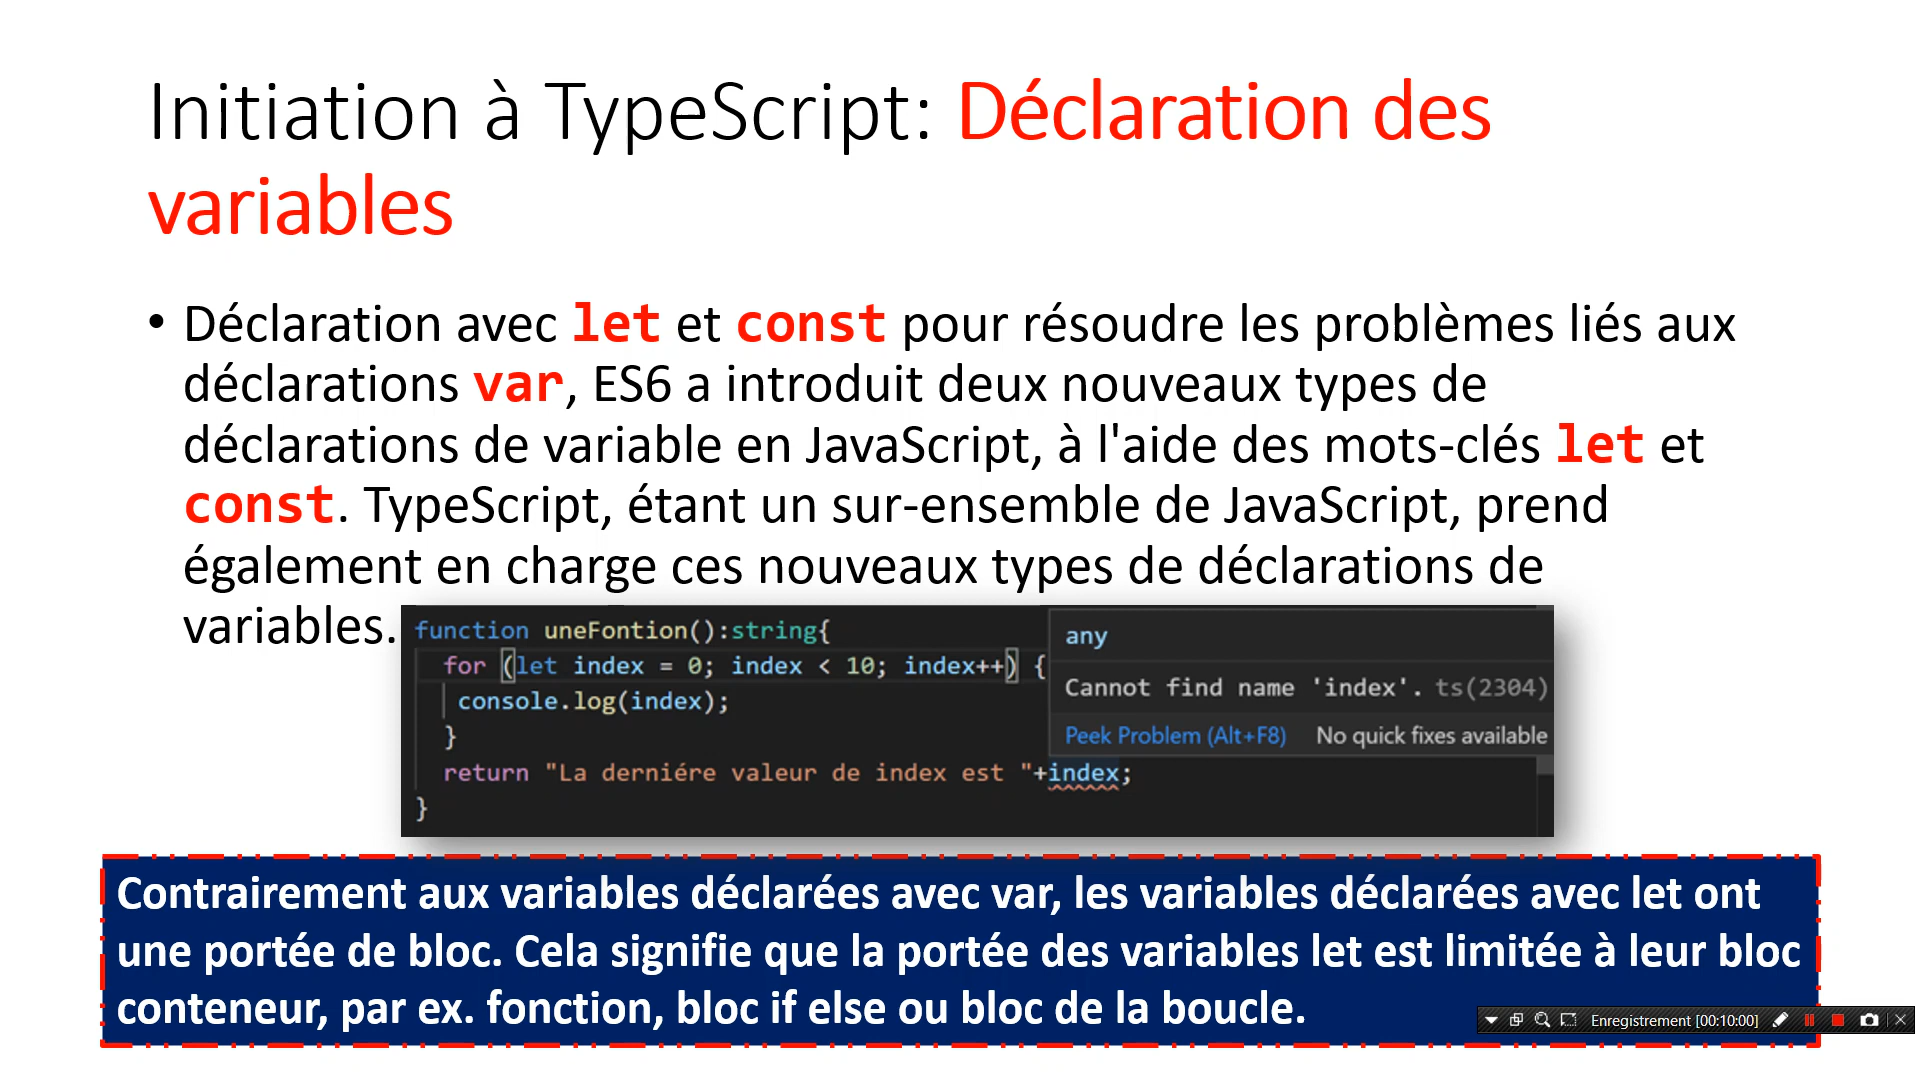 Initiation à TypeScript: Déclaration des
variables
• Déclaration avec let et const pour résoudre les problèmes liés aux
déclarations var, ES6 a introduit deux nouveaux types de
déclarations de variable en JavaScript, à l'aide des mots-clés let et
const. TypeScript, étant un sur-ensemble de JavaScript, prend
également en charge ces nouveaux types de déclarations de
variables.
function uneFontion():string{
for (let index = 0; index < 10; index++) {
console.log(index);
}
return "La derniére valeur de index est "+index;
}
any
Cannot find name 'index'. ts(2304)
Peek Problem (Alt+F8) No quick fixes available
Contrairement aux variables déclarées avec var, les variables déclarées avec let ont
une portée de bloc. Cela signifie que la portée des variables let est limitée à leur bloc
conteneur, par ex. fonction, bloc if else ou bloc de la boucle.
Enregistrement [00:10:00]